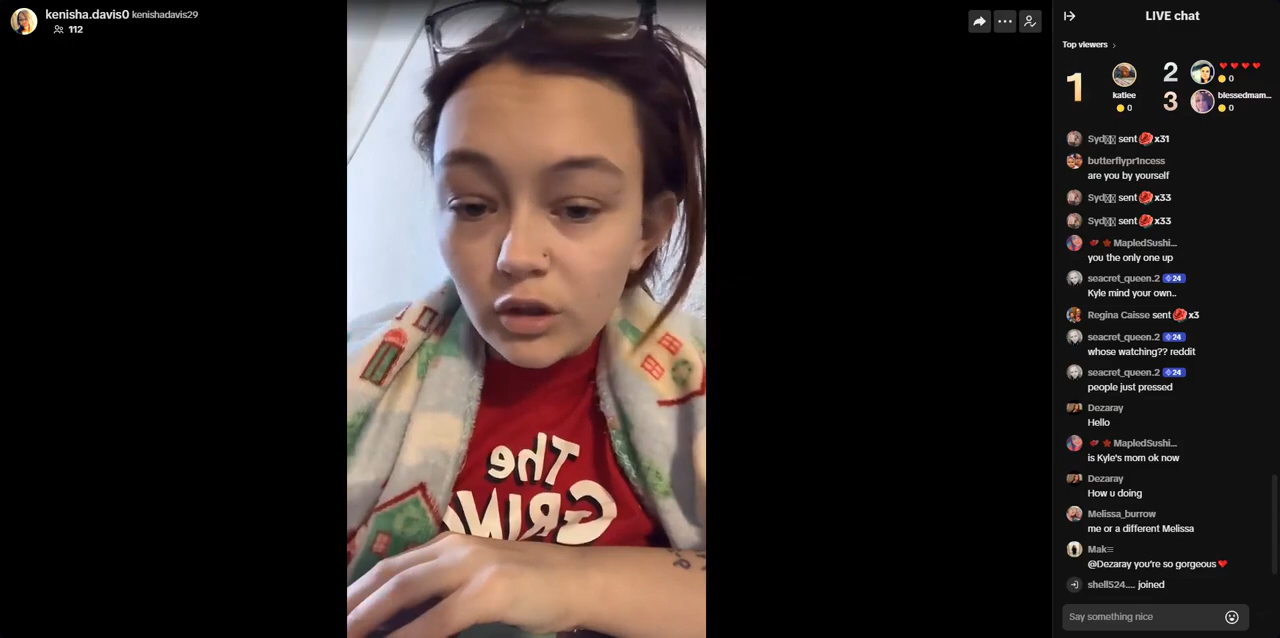 kenisha.davis0 kenishadavis29
112
LIVE chat
Top viewers
1
katlee
0
2
0
3
blessedmam...
0
Syd sent x31
butterflypr1ncess
are you by yourself
Syd sent x33
Syd sent x33
MapledSushi...
you the only one up
seacret_queen.2 24
Kyle mind your own..
Regina Caisse sent x3
seacret_queen.2 24
whose watching?? reddit
seacret_queen.2 24
people just pressed
Dezaray
Hello
MapledSushi...
is Kyle's mom ok now
Dezaray
How u doing
Melissa_burrow
me or a different Melissa
Mak
@Dezaray you're so gorgeous
shell524.... joined
Say something nice
The
GRIN